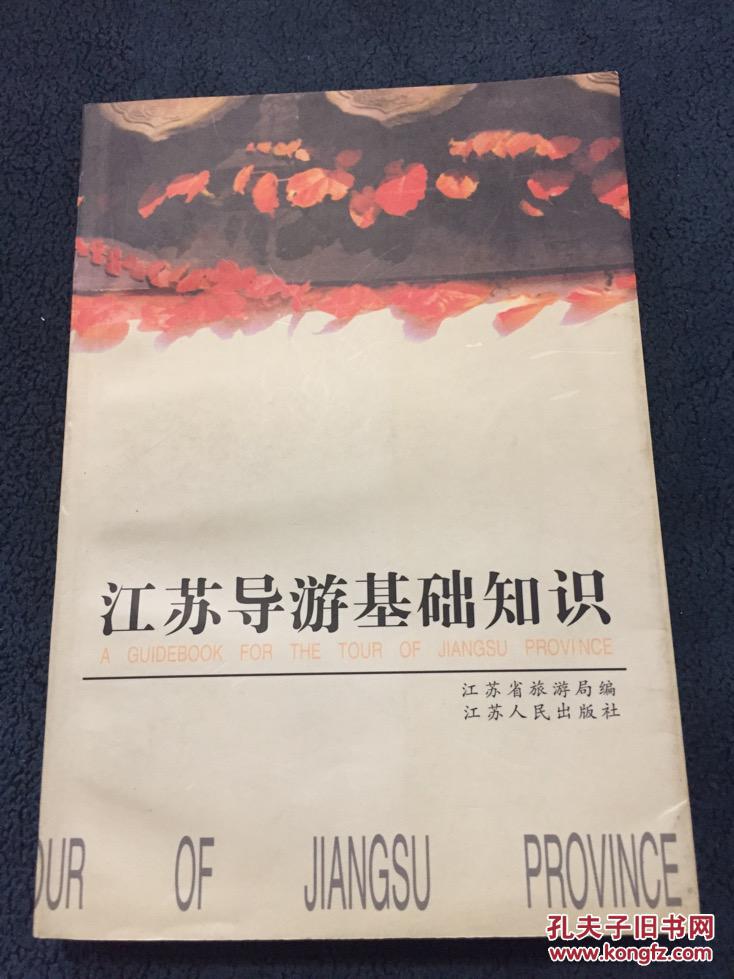 江苏导游基础知识
A GUIDEBOOK FOR THE TOUR OF JIANGSU PROVINCE
江苏省旅游局编
江苏人民出版社
OUR OF JIANGSU PROVINCE
孔夫子旧书网
www.kongfz.com